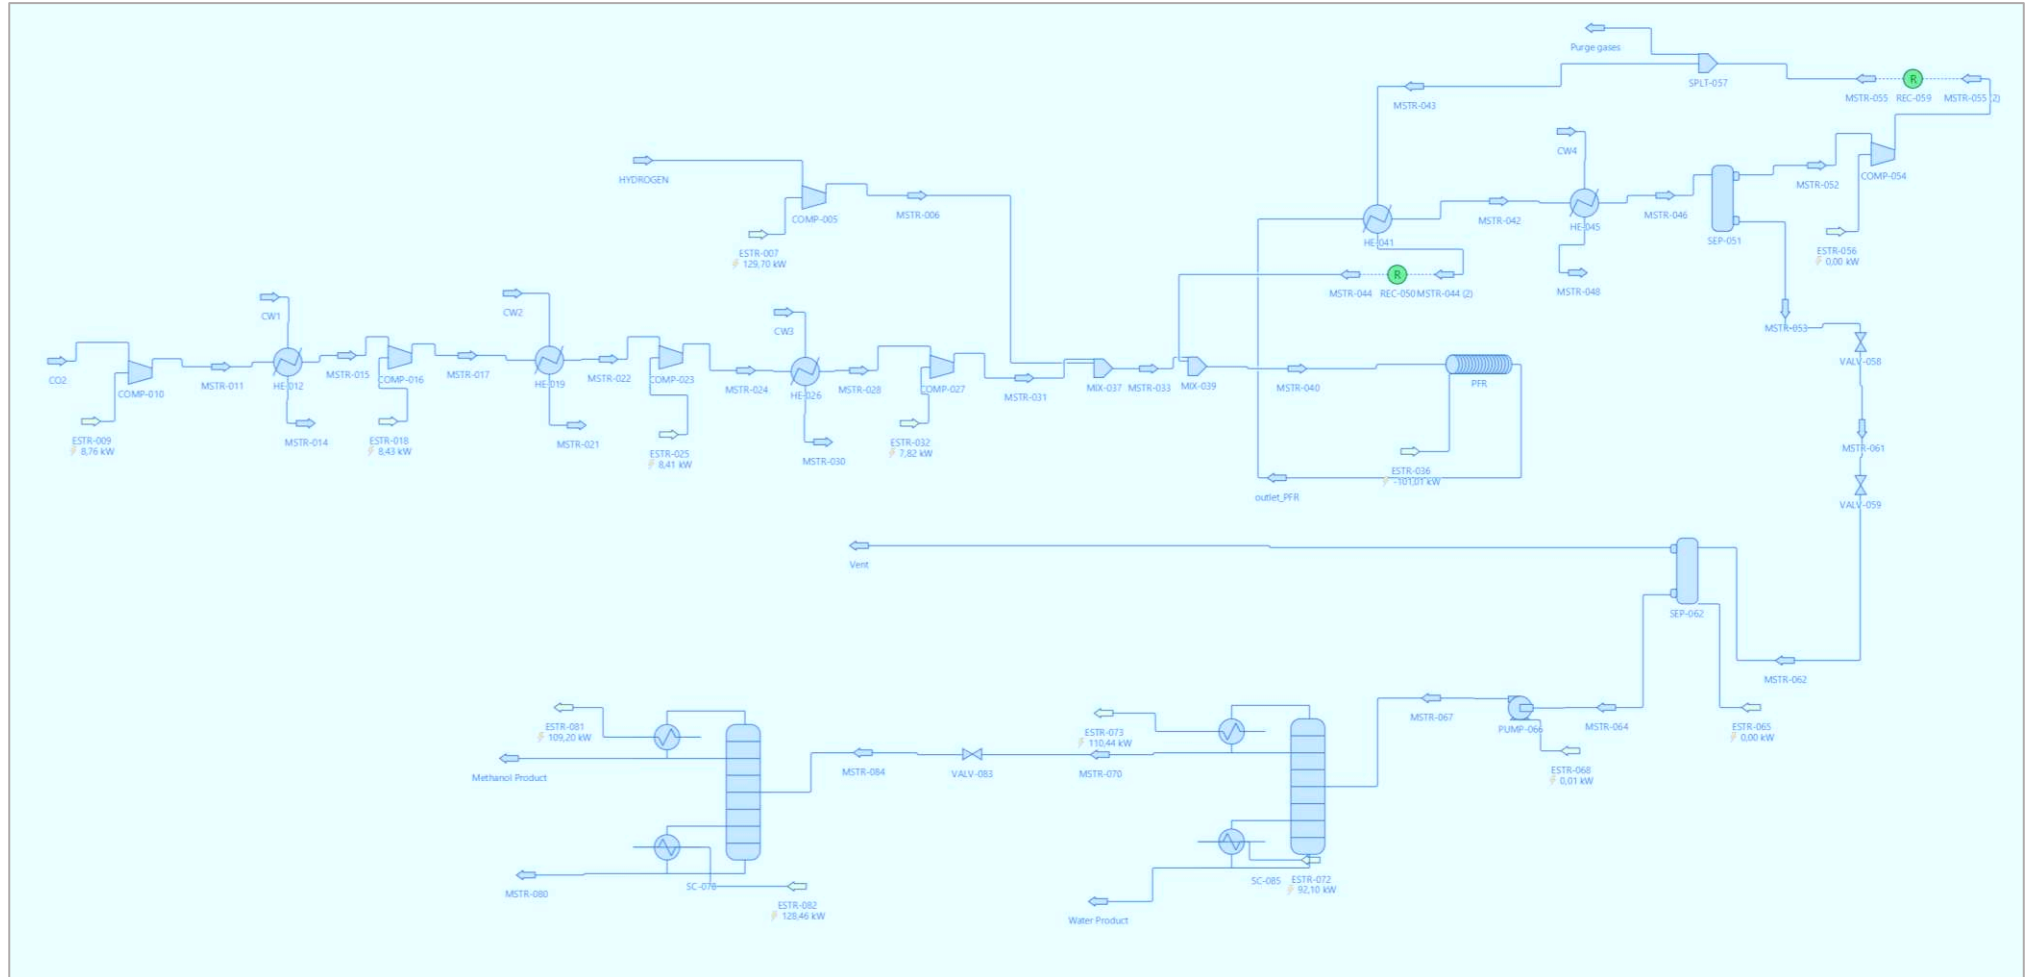 Purge gases
SPLT-057
R
MSTR-055
REC-059
MSTR-055 (2)
MSTR-043
CW4
COMP-054
MSTR-052
HYDROGEN
COMP-005
MSTR-006
ESTR-007
129,70 kW
HE-041
MSTR-042
HE-045
MSTR-046
SEP-051
ESTR-056
0,00 kW
R
MSTR-044
REC-050
MSTR-044 (2)
MSTR-048
CW1
CW2
CW3
MSTR-053
VALV-058
CO2
COMP-010
MSTR-011
HE-012
MSTR-015
COMP-016
MSTR-017
HE-019
MSTR-022
COMP-023
MSTR-024
HE-026
MSTR-028
COMP-027
MSTR-031
MIX-037
MSTR-033
MIX-039
MSTR-040
PFR
ESTR-009
8,76 kW
MSTR-014
ESTR-018
8,43 kW
MSTR-021
ESTR-025
8,41 kW
MSTR-030
ESTR-032
7,82 kW
ESTR-036
-101,01 kW
MSTR-061
outlet_PFR
VALV-059
Vent
SEP-062
MSTR-062
ESTR-081
109,20 kW
Methanol Product
MSTR-084
VALV-083
ESTR-073
110,44 kW
MSTR-070
MSTR-067
PUMP-066
MSTR-064
ESTR-065
0,00 kW
ESTR-068
0,01 kW
MSTR-080
ESTR-082
128,46 kW
SC-085
ESTR-072
92,10 kW
Water Product